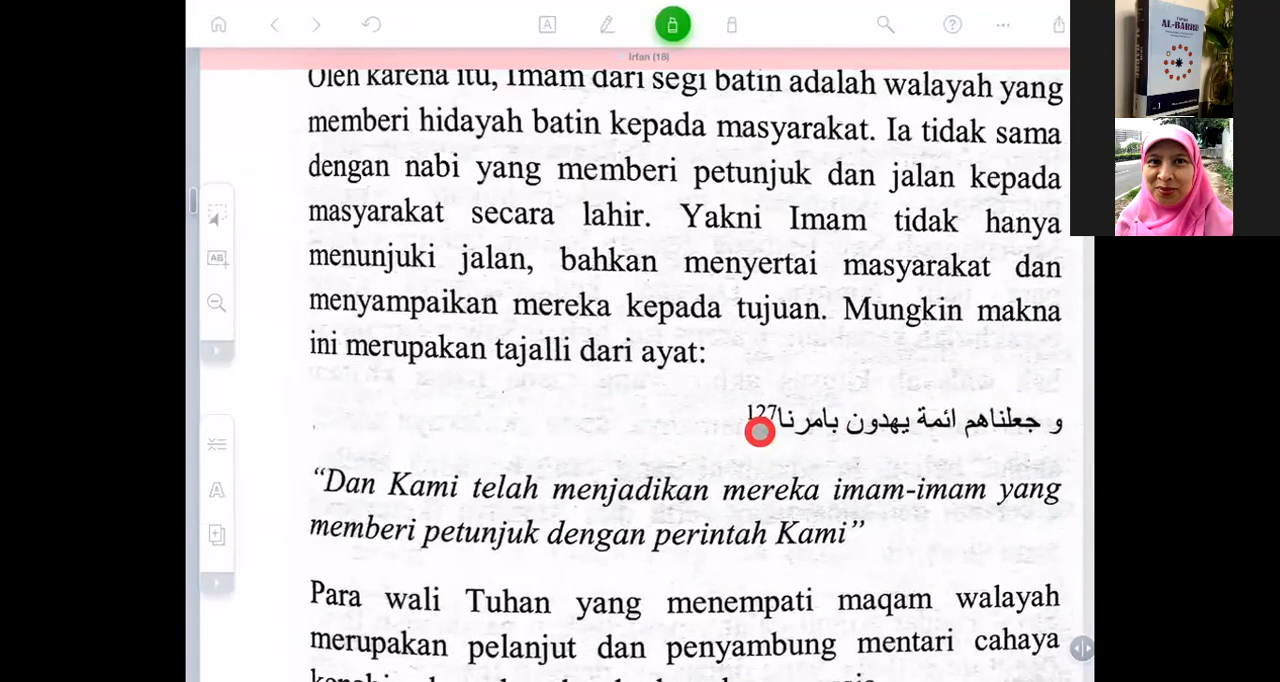 Irfan (18)
Oleh karena itu, Imam dari segi batin adalah walayah yang
memberi hidayah batin kepada masyarakat. Ia tidak sama
dengan nabi yang memberi petunjuk dan jalan kepada
masyarakat secara lahir. Yakni Imam tidak hanya
menunjuki jalan, bahkan menyertai masyarakat dan
menyampaikan mereka kepada tujuan. Mungkin makna
ini merupakan tajalli dari ayat:
و جعلناهم ائمة يهدون بامرنا127
“Dan Kami telah menjadikan mereka imam-imam yang
memberi petunjuk dengan perintah Kami”
Para wali Tuhan yang menempati maqam walayah
merupakan pelanjut dan penyambung mentari cahaya
AL-BARRU